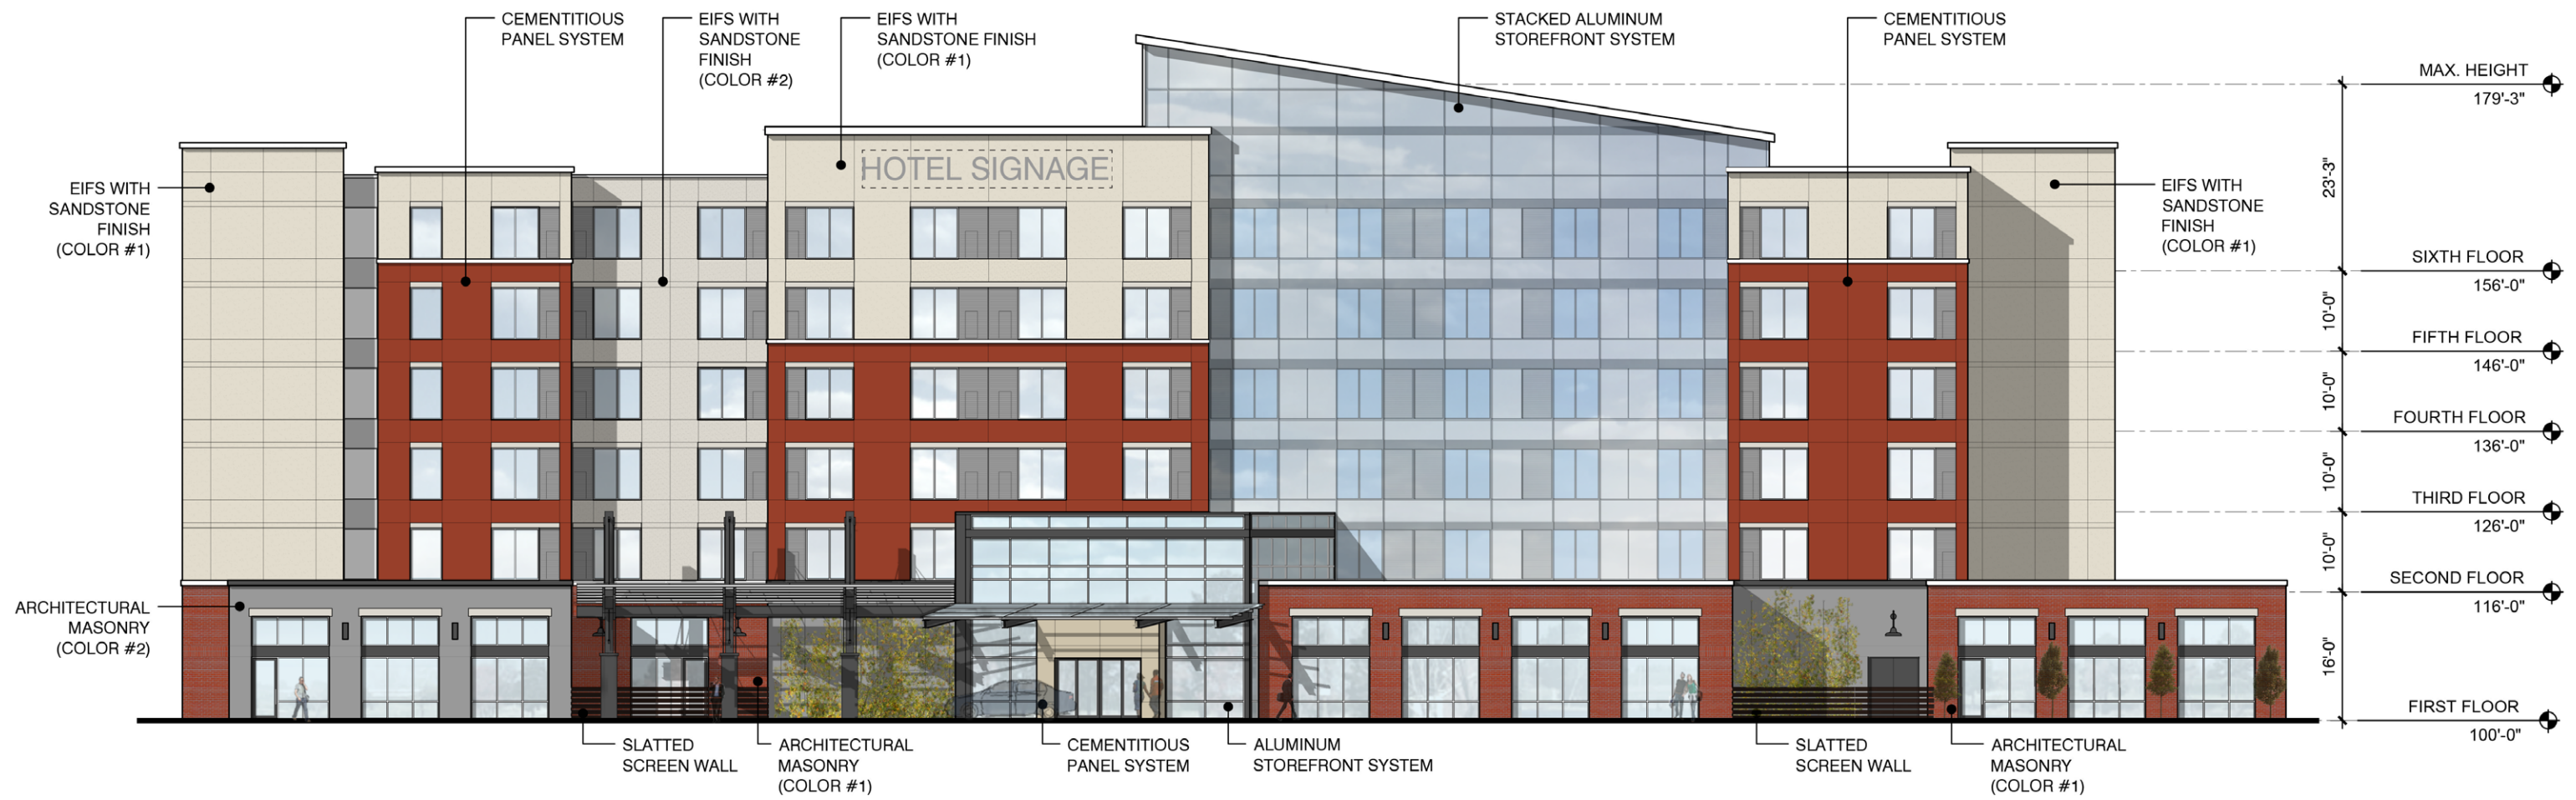 CEMENTITIOUS
PANEL SYSTEM
EIFS WITH
SANDSTONE
FINISH
(COLOR #2)
EIFS WITH
SANDSTONE FINISH
(COLOR #1)
STACKED ALUMINUM
STOREFRONT SYSTEM
CEMENTITIOUS
PANEL SYSTEM
MAX. HEIGHT
179'-3"
HOTEL SIGNAGE
EIFS WITH
SANDSTONE
FINISH
(COLOR #1)
EIFS WITH
SANDSTONE
FINISH
(COLOR #1)
23'-3"
SIXTH FLOOR
156'-0"
10'-0"
FIFTH FLOOR
146'-0"
10'-0"
FOURTH FLOOR
136'-0"
10'-0"
THIRD FLOOR
126'-0"
10'-0"
SECOND FLOOR
116'-0"
ARCHITECTURAL
MASONRY
(COLOR #2)
16'-0"
FIRST FLOOR
100'-0"
SLATTED
SCREEN WALL
ARCHITECTURAL
MASONRY
(COLOR #1)
CEMENTITIOUS
PANEL SYSTEM
ALUMINUM
STOREFRONT SYSTEM
SLATTED
SCREEN WALL
ARCHITECTURAL
MASONRY
(COLOR #1)